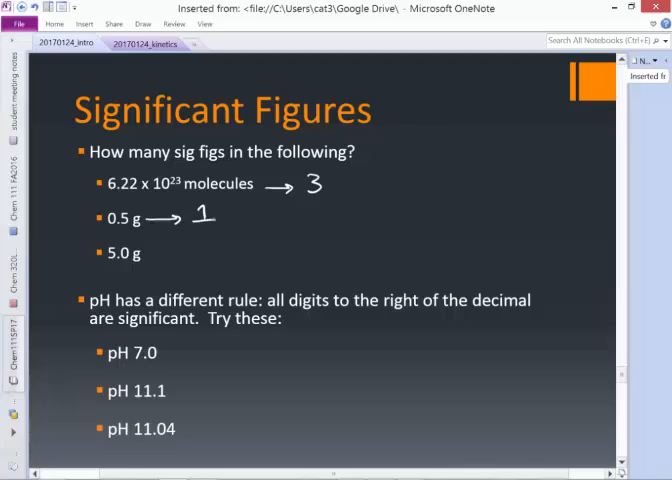 Inserted from: <file://C:\Users\cat3\Google Drive\ - Microsoft OneNote
File Home Insert Draw History Review View
20170124_intro 20170124_kinetics
Search All Notebooks (Ctrl+E)
N...
Inserted fr
student meeting notes
Chem 111 FA2016
Chem 320L
Chem111SP17
Significant Figures
How many sig figs in the following?
6.22 x 10²³ molecules → 3
0.5 g → 1
5.0 g
pH has a different rule: all digits to the right of the decimal
are significant. Try these:
pH 7.0
pH 11.1
pH 11.04